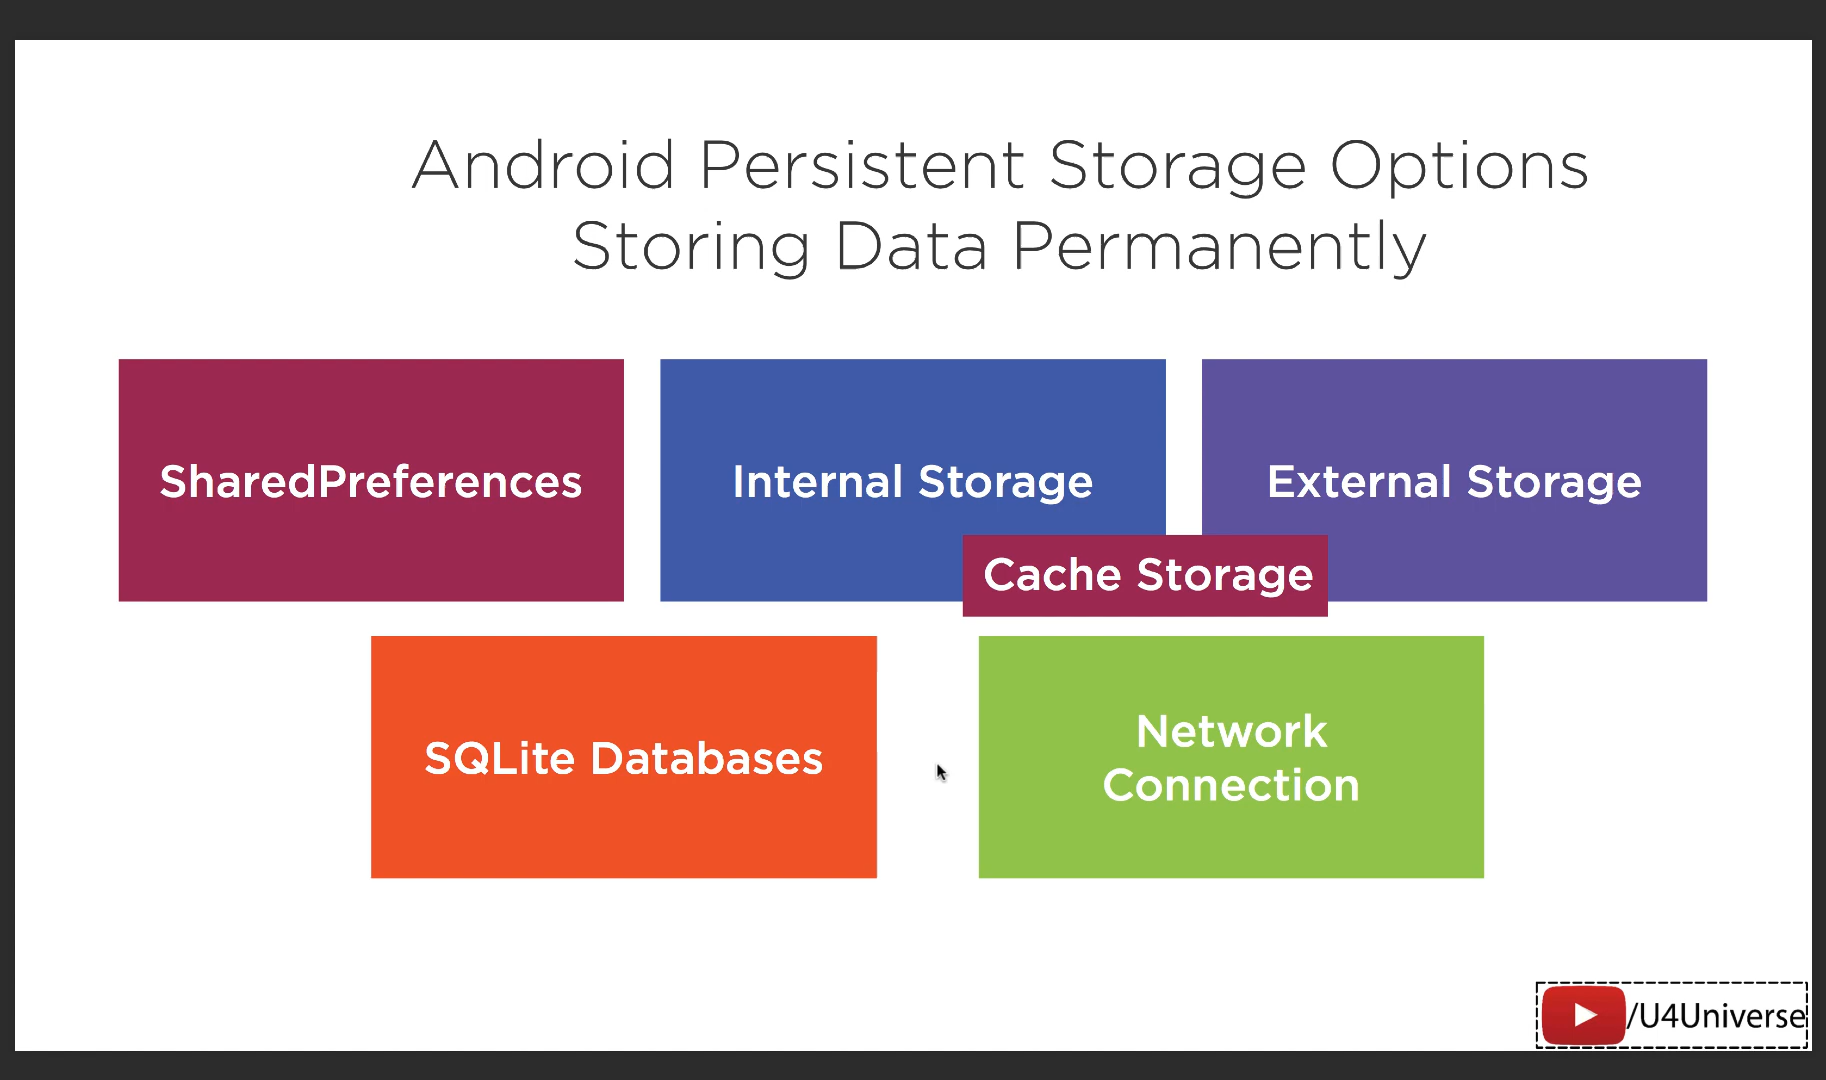 Android Persistent Storage Options
Storing Data Permanently
SharedPreferences
Internal Storage
External Storage
Cache Storage
SQLite Databases
Network
Connection
/U4Universe